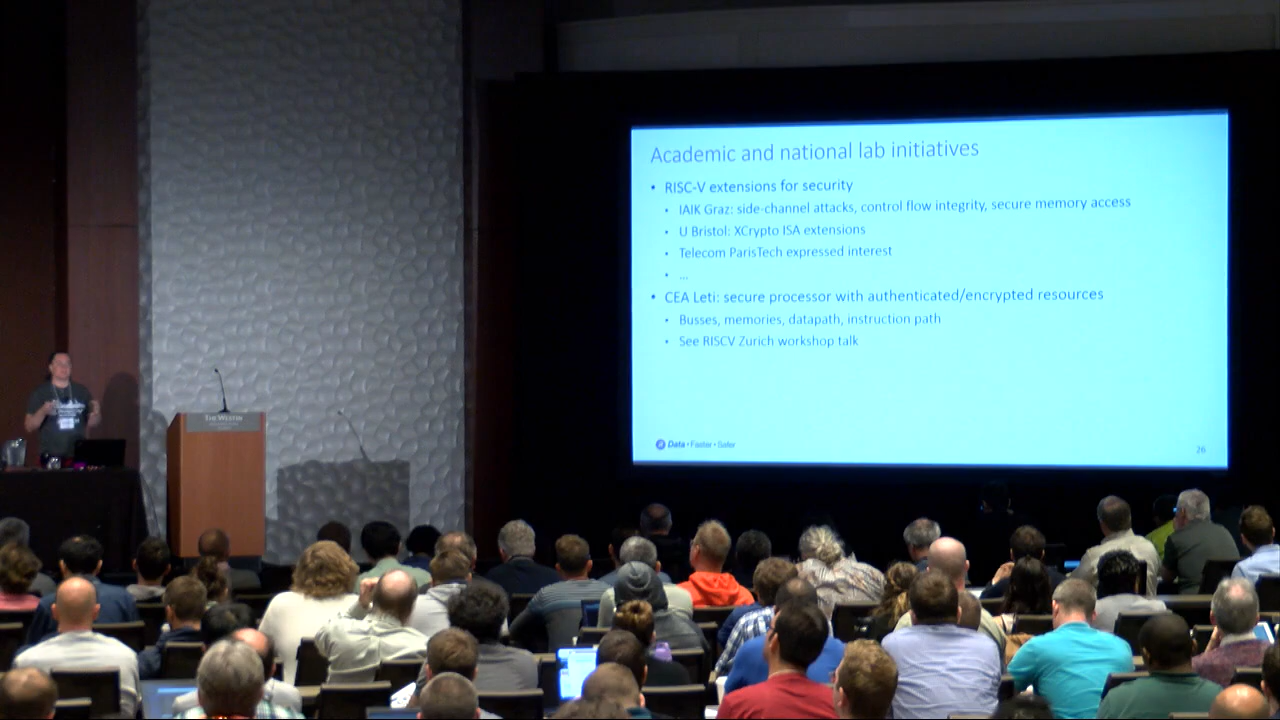 Academic and national lab initiatives
• RISC-V extensions for security
• IAIK Graz: side-channel attacks, control flow integrity, secure memory access
• U Bristol: XCrypto ISA extensions
• Telecom ParisTech expressed interest
• ...
• CEA Leti: secure processor with authenticated/encrypted resources
• Busses, memories, datapath, instruction path
• See RISCV Zurich workshop talk
Data • Faster • Safer
26
THE WESTIN